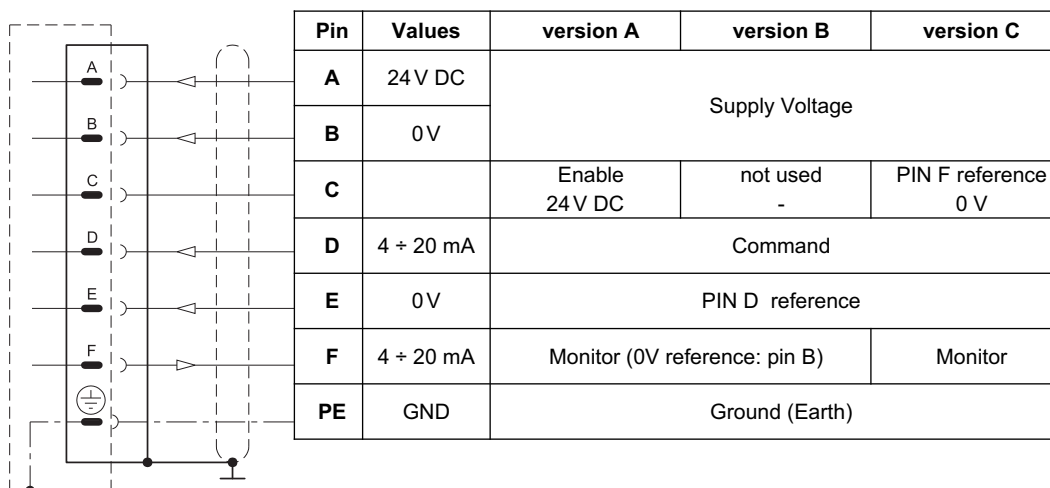 Pin Values version A version B version C
A 24 V DC Supply Voltage
B 0 V
C Enable 24 V DC not used - PIN F reference 0 V
D 4 ÷ 20 mA Command
E 0 V PIN D reference
F 4 ÷ 20 mA Monitor (0V reference: pin B) Monitor
PE GND Ground (Earth)
A
B
C
D
E
F